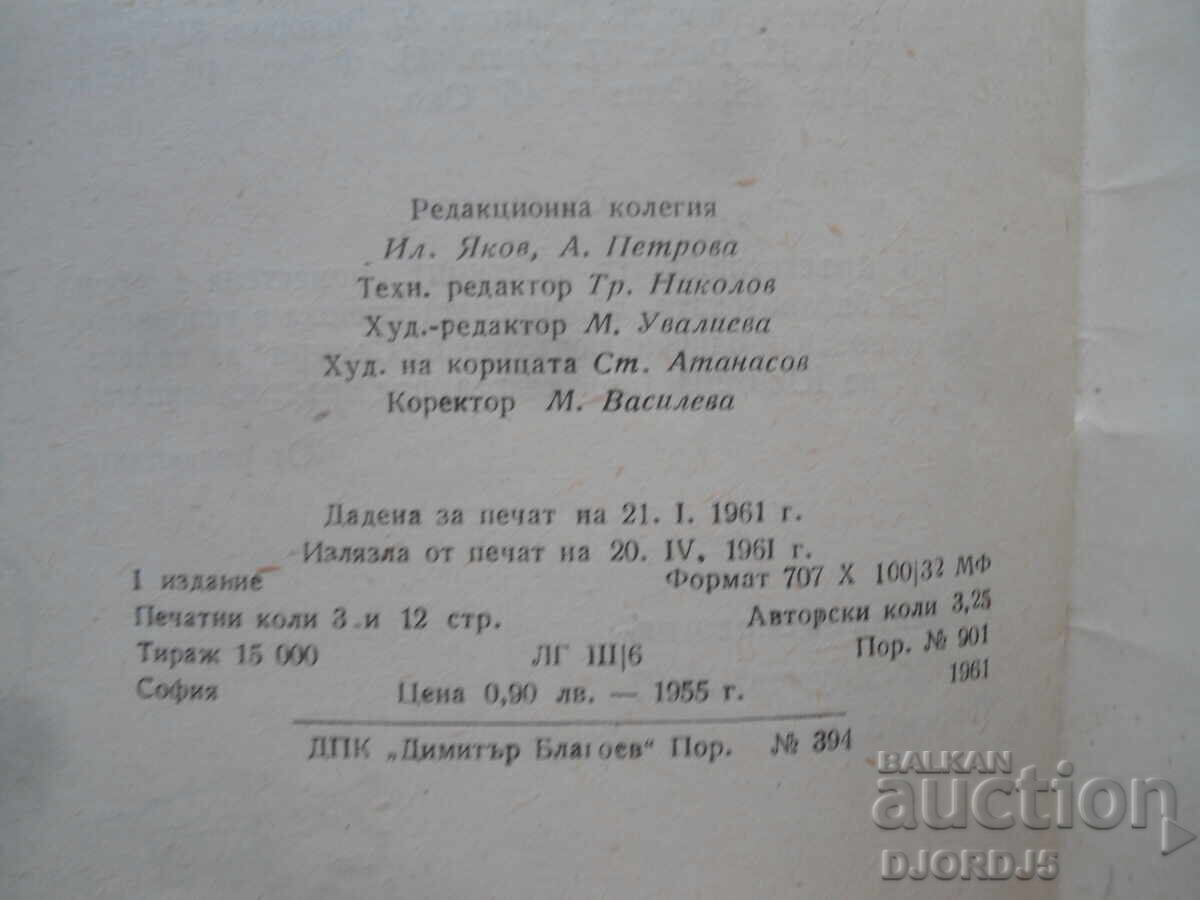 Редакционна колегия
Ил. Яков, А. Петрова
Техн. редактор Тр. Николов
Худ.-редактор М. Увалиева
Худ. на корицата Ст. Атанасов
Коректор М. Василева
Дадена за печат на 21. I. 1961 г.
Излязла от печат на 20. IV. 1961 г.
I издание Формат 707 X 100|32 МФ
Печатни коли 3 и 12 стр. Авторски коли 3,25
Тираж 15 000 ЛГ III|6 Пор. № 901
София Цена 0,90 лв. — 1955 г. 1961
ДПК „Димитър Благоев“ Пор. № 394
BALKAN
auction
DJORDJ5